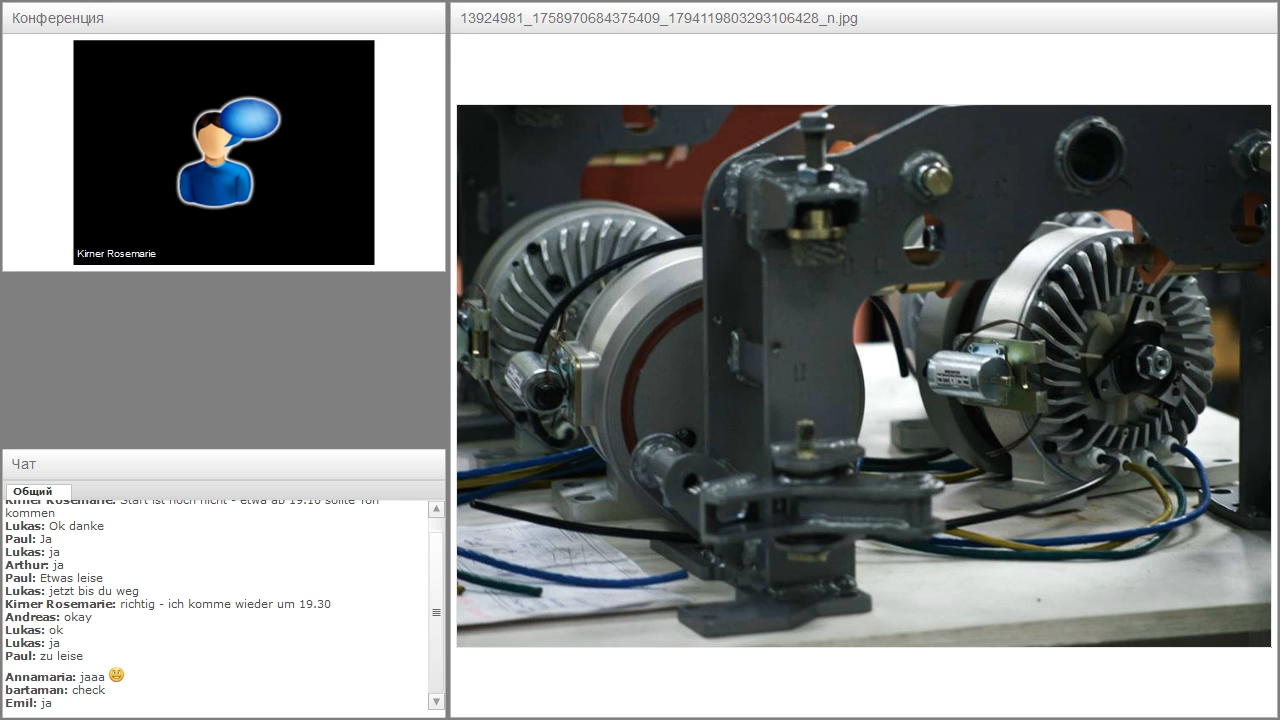 Конференция
Kirner Rosemarie
13924981_1758970684375409_1794119803293106428_n.jpg
Чат
Общий
Kirner Rosemarie: Start ist noch nicht - etwa ab 19.10 sollte Ton
kommen
Lukas: Ok danke
Paul: Ja
Lukas: ja
Arthur: ja
Paul: Etwas leise
Lukas: jetzt bis du weg
Kirner Rosemarie: richtig - ich komme wieder um 19.30
Andreas: okay
Lukas: ok
Lukas: ja
Paul: zu leise
Annamaria: jaaa
bartaman: check
Emil: ja